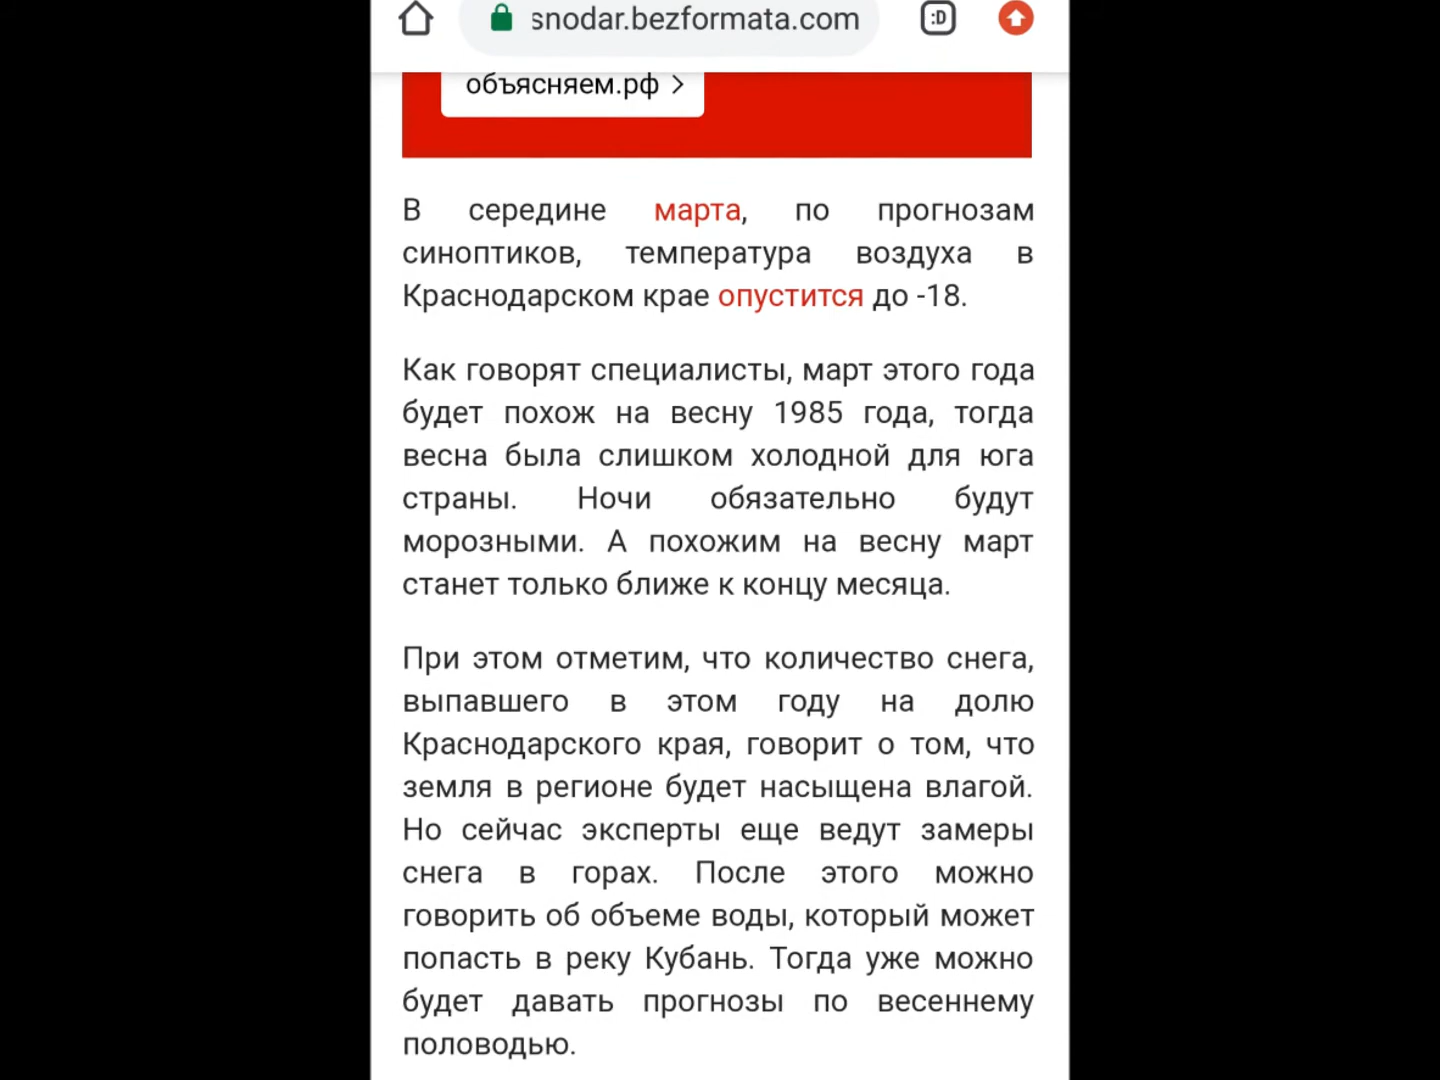 snodar.bezformata.com
:D
объясняем.рф >
В середине марта, по прогнозам
синоптиков, температура воздуха в
Краснодарском крае опустится до -18.
Как говорят специалисты, март этого года
будет похож на весну 1985 года, тогда
весна была слишком холодной для юга
страны. Ночи обязательно будут
морозными. А похожим на весну март
станет только ближе к концу месяца.
При этом отметим, что количество снега,
выпавшего в этом году на долю
Краснодарского края, говорит о том, что
земля в регионе будет насыщена влагой.
Но сейчас эксперты еще ведут замеры
снега в горах. После этого можно
говорить об объеме воды, который может
попасть в реку Кубань. Тогда уже можно
будет давать прогнозы по весеннему
половодью.